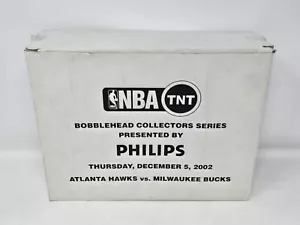 NBA TNT
BOBBLEHEAD COLLECTORS SERIES
PRESENTED BY
PHILIPS
THURSDAY, DECEMBER 5, 2002
ATLANTA HAWKS vs. MILWAUKEE BUCKS